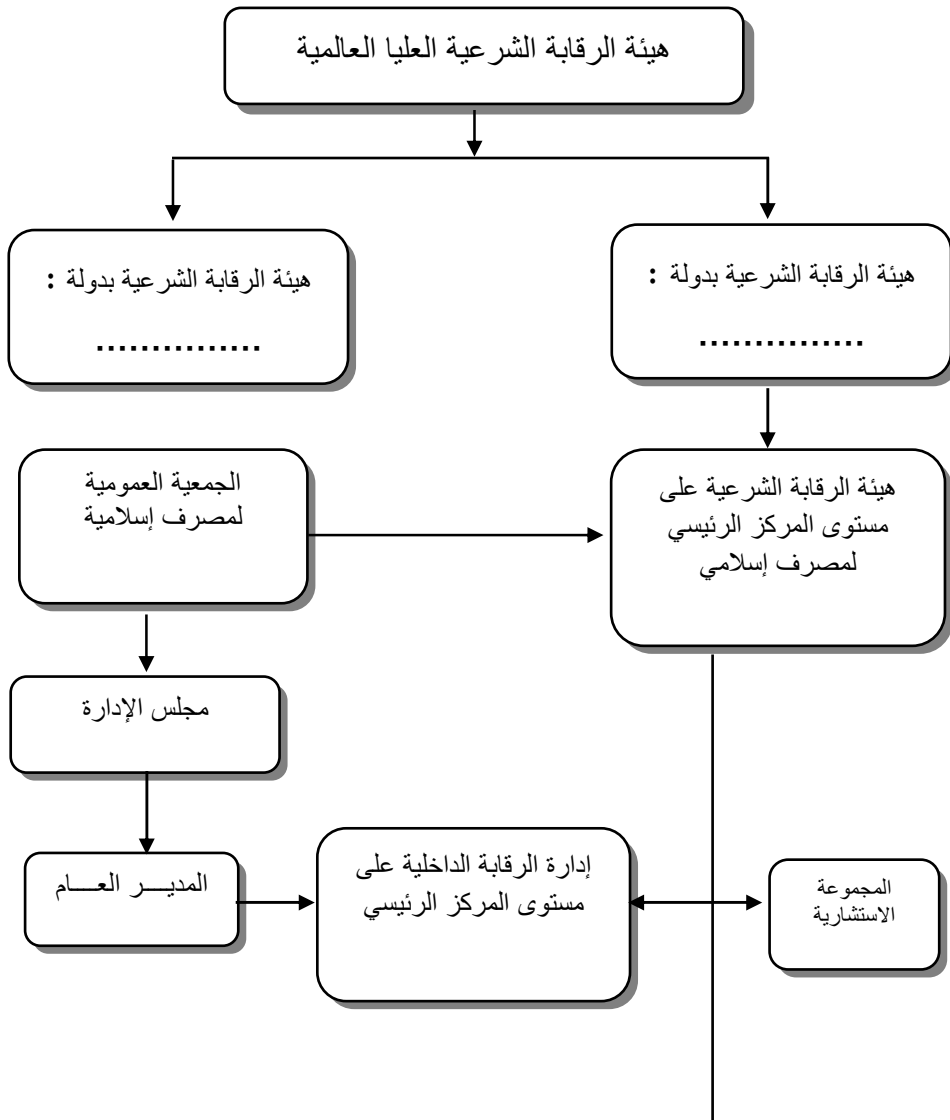 هيئة الرقابة الشرعية العليا العالمية
هيئة الرقابة الشرعية بدولة :
...............
هيئة الرقابة الشرعية بدولة :
...............
هيئة الرقابة الشرعية على
مستوى المركز الرئيسي
لمصرف إسلامي
الجمعية العمومية
لمصرف إسلامية
مجلس الإدارة
المجموعة
الاستشارية
إدارة الرقابة الداخلية على
مستوى المركز الرئيسي
المديـــر العــــام